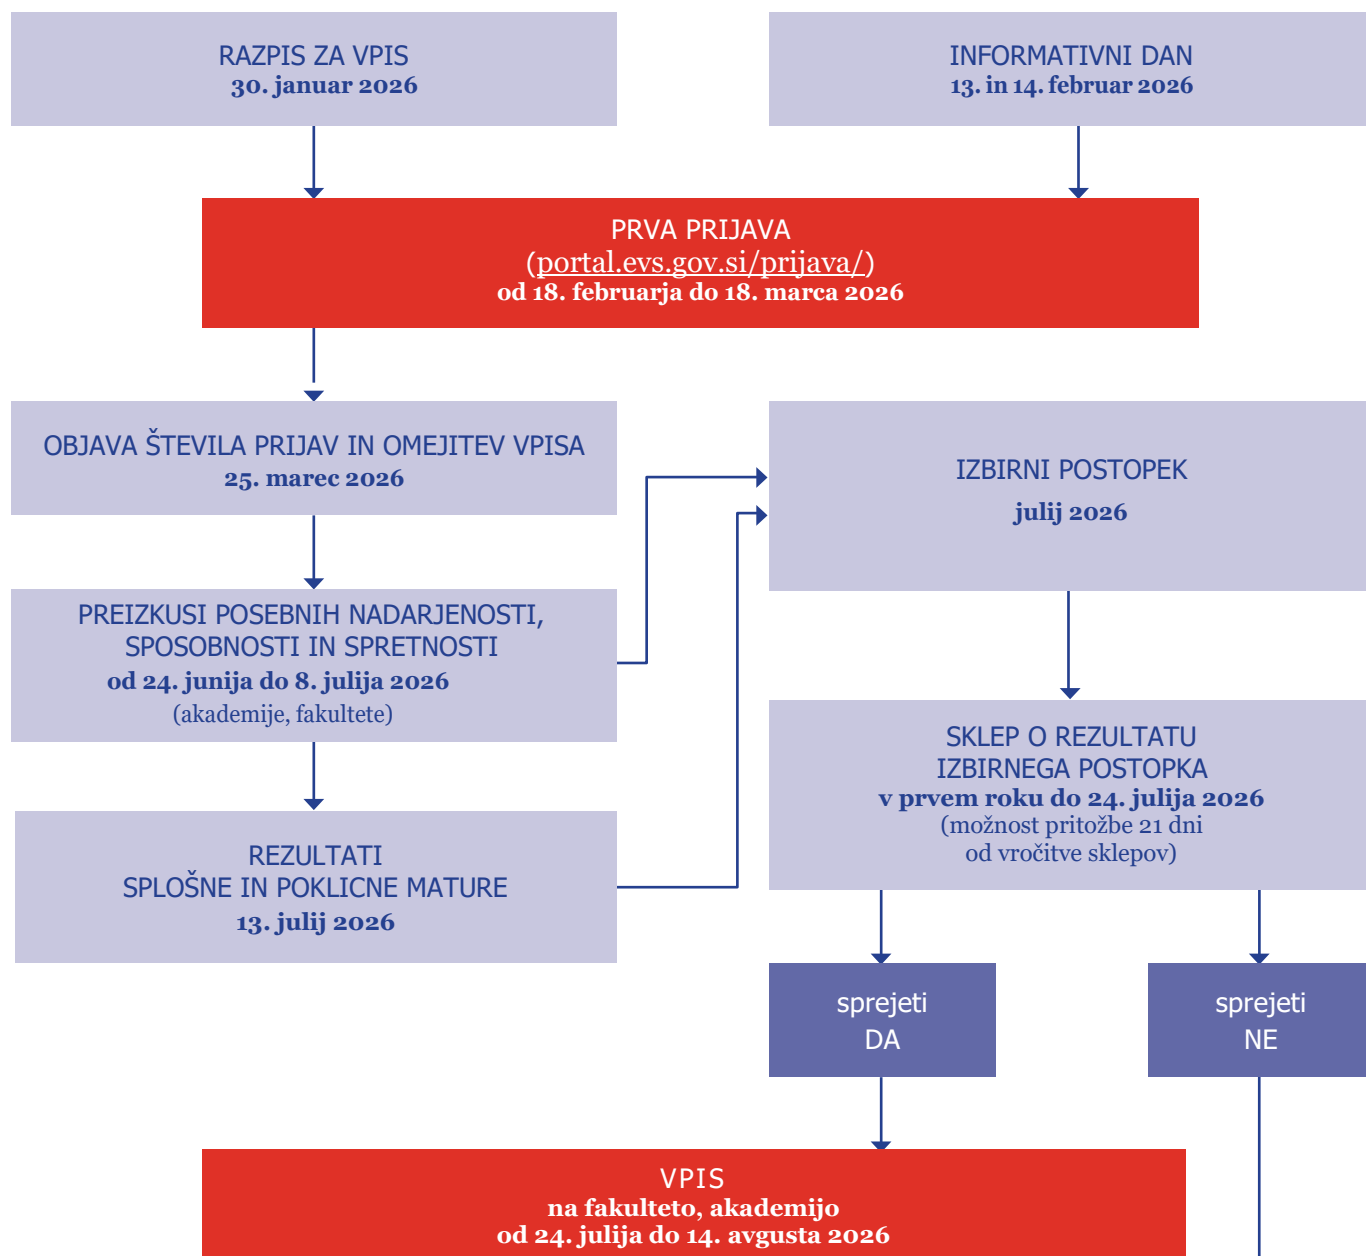 RAZPIS ZA VPIS
30. januar 2026
INFORMATIVNI DAN
13. in 14. februar 2026
PRVA PRIJAVA
(portal.evs.gov.si/prijava/)
od 18. februarja do 18. marca 2026
OBJAVA ŠTEVILA PRIJAV IN OMEJITEV VPISA
25. marec 2026
IZBIRNI POSTOPEK
julij 2026
PREIZKUSI POSEBNIH NADARJENOSTI,
SPOSOBNOSTI IN SPRETNOSTI
od 24. junija do 8. julija 2026
(akademije, fakultete)
SKLEP O REZULTATU
IZBIRNEGA POSTOPKA
v prvem roku do 24. julija 2026
(možnost pritožbe 21 dni
od vročitve sklepov)
REZULTATI
SPLOŠNE IN POKLICNE MATURE
13. julij 2026
sprejeti
DA
sprejeti
NE
VPIS
na fakulteto, akademijo
od 24. julija do 14. avgusta 2026